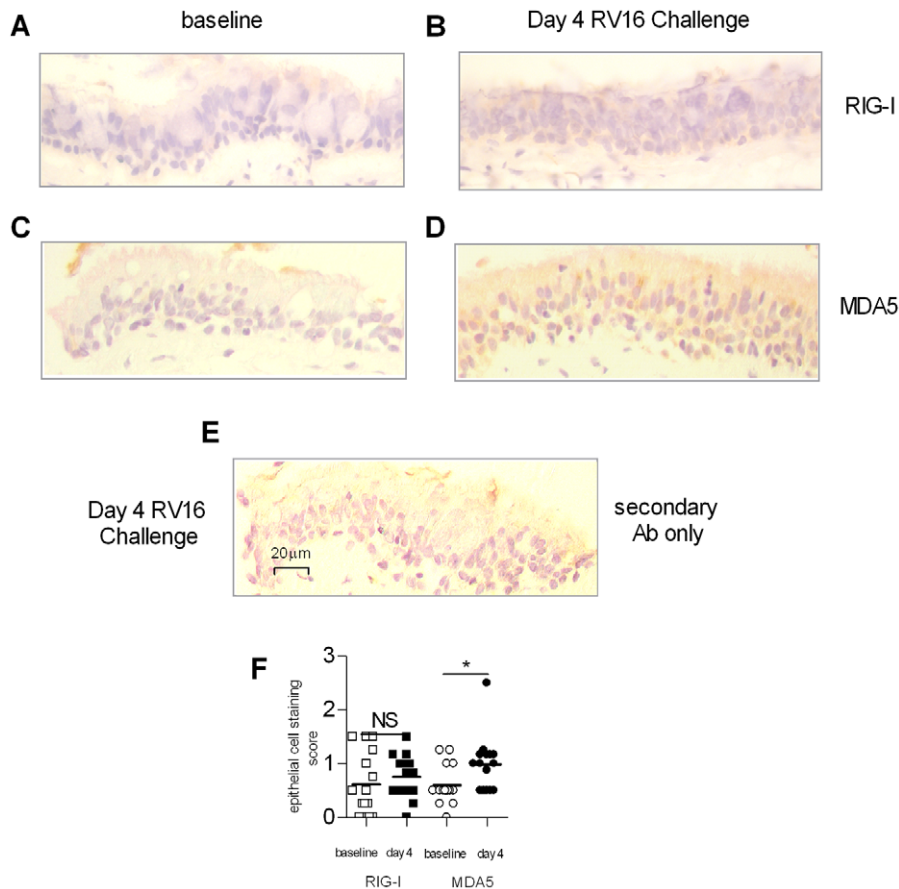 A
baseline
B
Day 4 RV16 Challenge
RIG-I
C
D
MDA5
E
Day 4 RV16
Challenge
20μm
secondary
Ab only
F
epithelial cell staining
score
3
2
1
0
NS
*
baseline day 4 baseline day 4
RIG-I MDA5